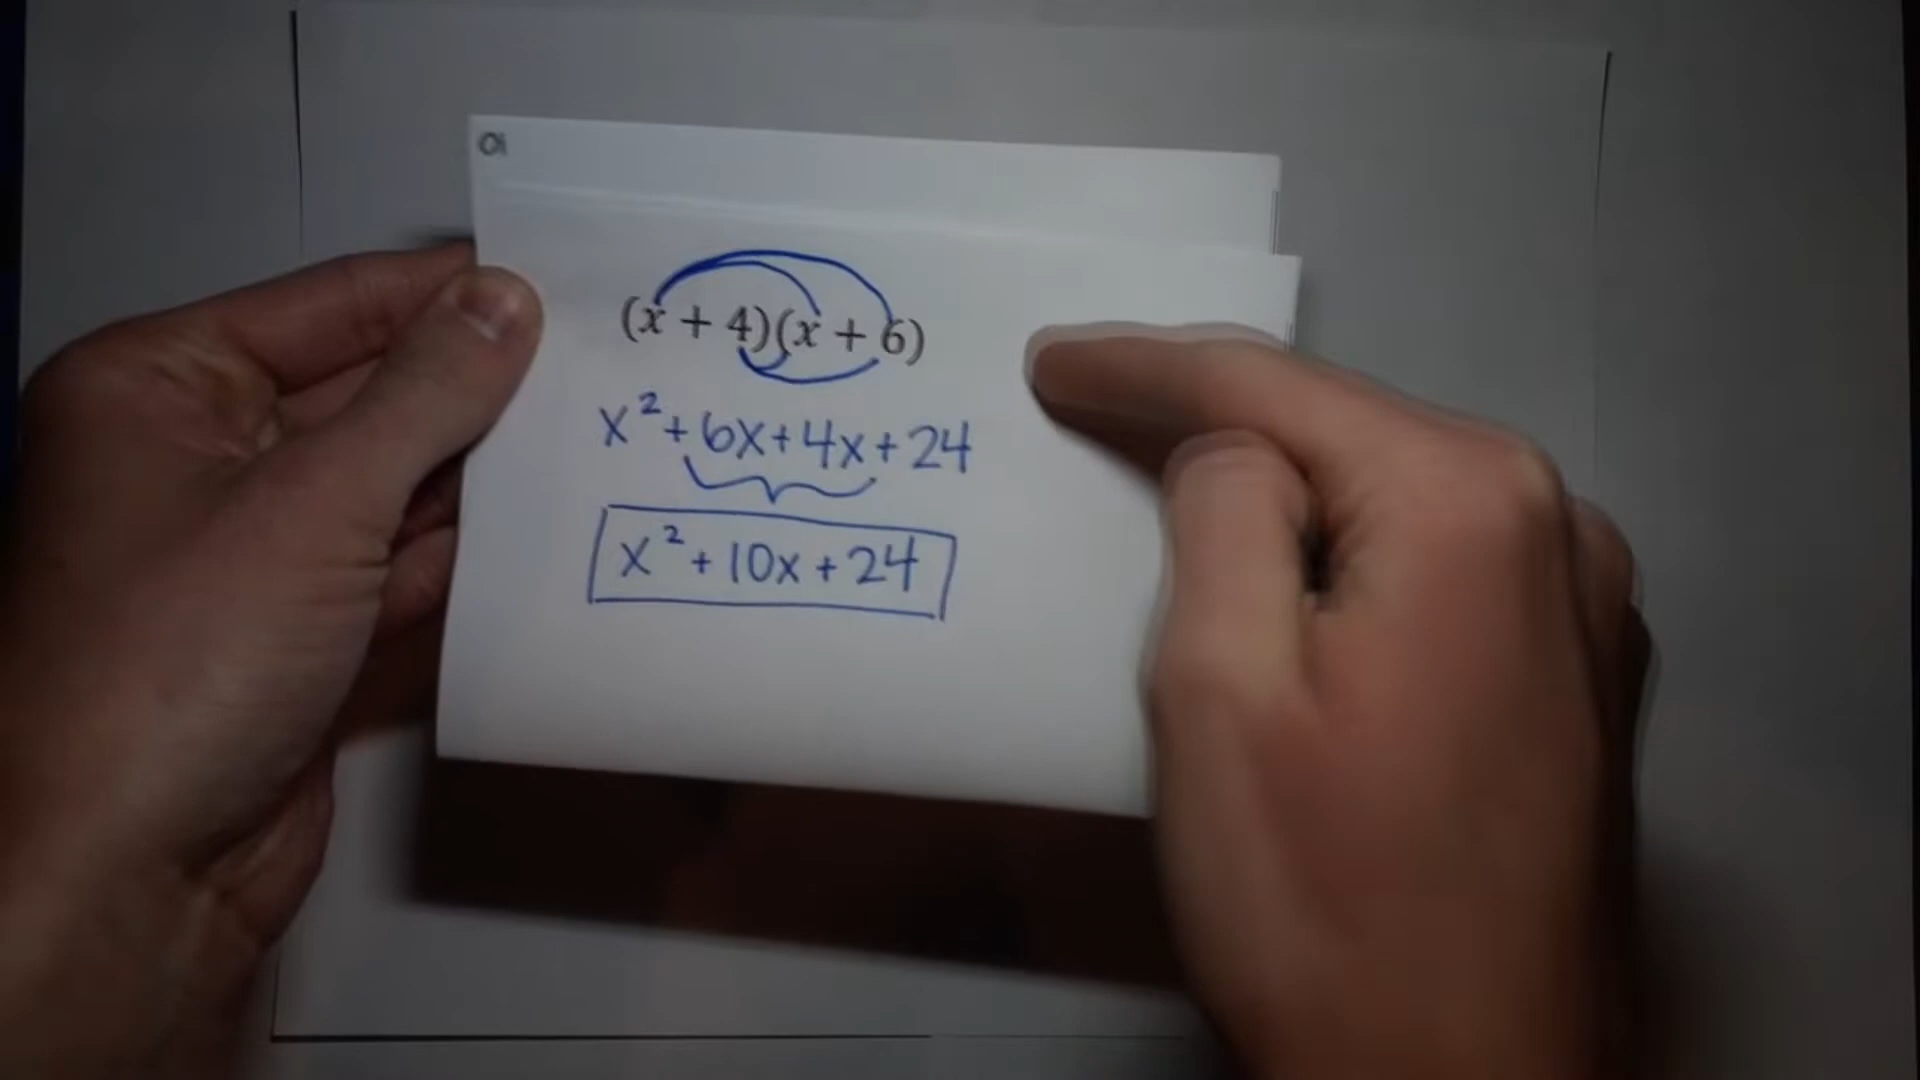 (x + 4)(x + 6)
x² + 6x + 4x + 24
x² + 10x + 24